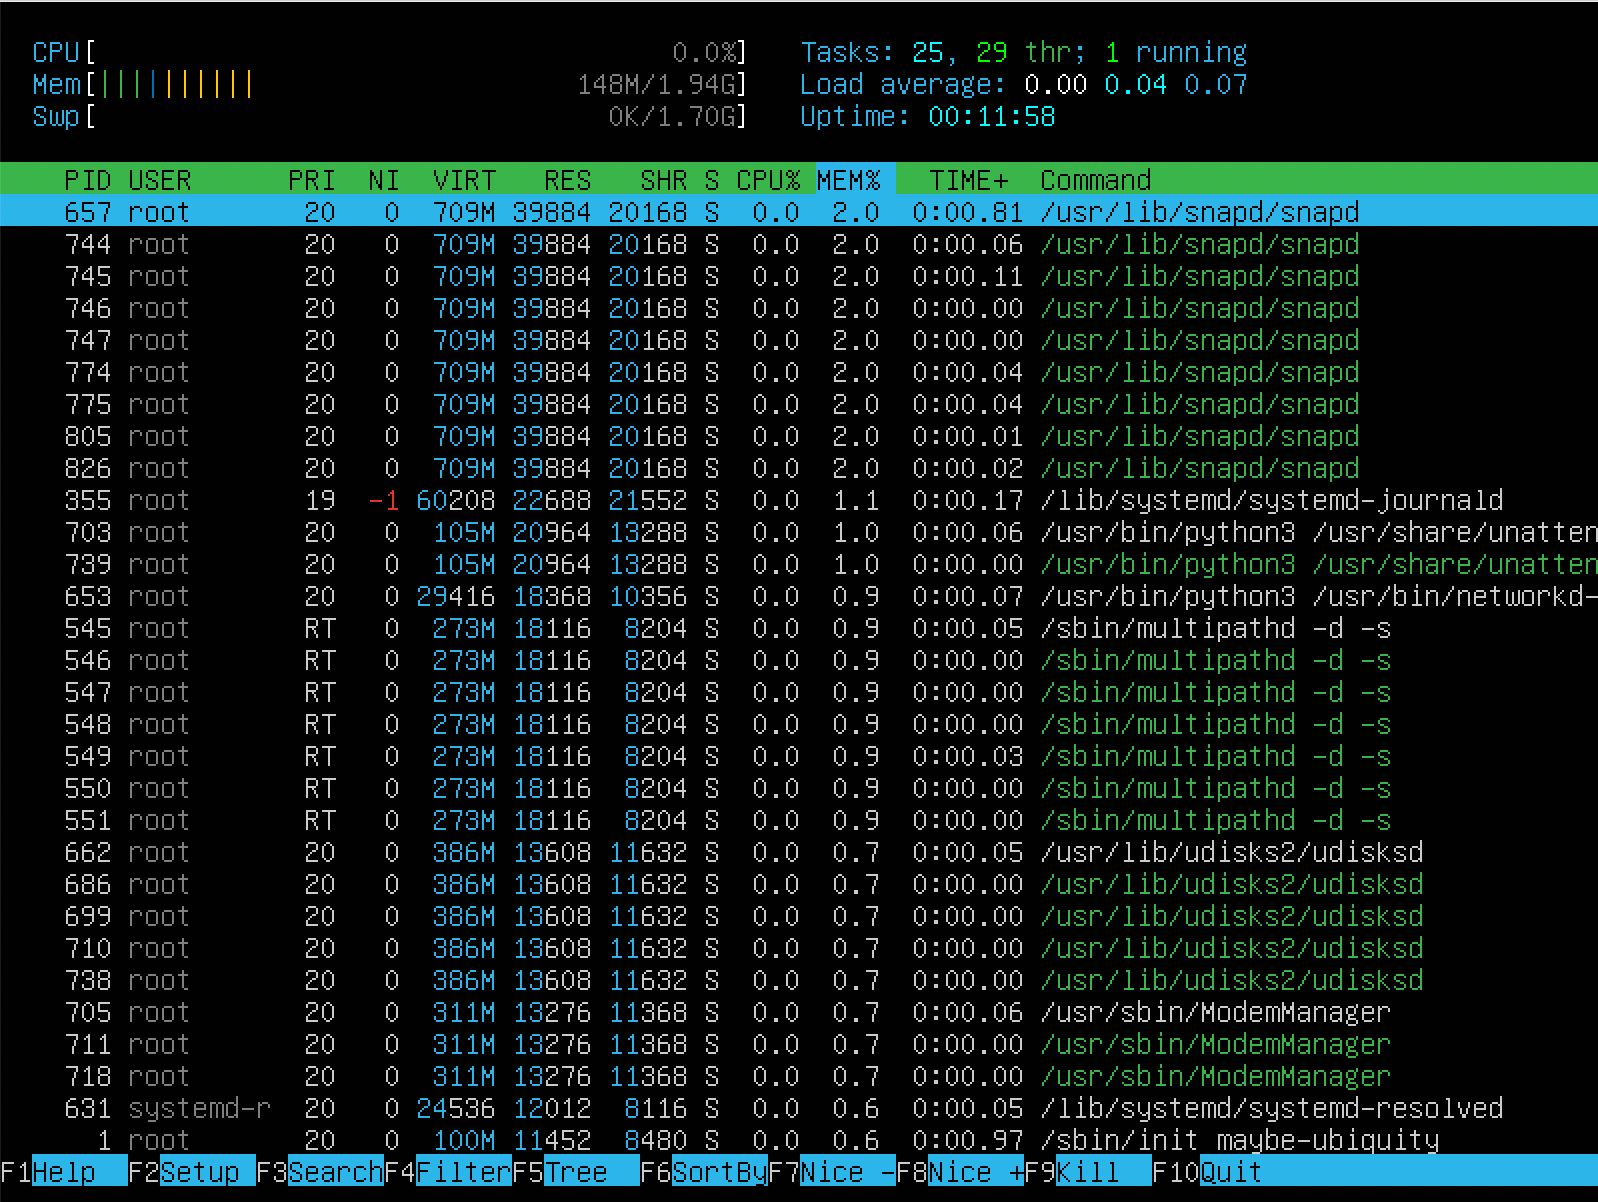 CPU[ 0.0%] Tasks: 25, 29 thr; 1 running
Mem[|||||||||| 148M/1.94G] Load average: 0.00 0.04 0.07
Swp[ 0K/1.70G] Uptime: 00:11:58
PID USER PRI NI VIRT RES SHR S CPU% MEM% TIME+ Command
657 root 20 0 709M 39884 20168 S 0.0 2.0 0:00.81 /usr/lib/snapd/snapd
744 root 20 0 709M 39884 20168 S 0.0 2.0 0:00.06 /usr/lib/snapd/snapd
745 root 20 0 709M 39884 20168 S 0.0 2.0 0:00.11 /usr/lib/snapd/snapd
746 root 20 0 709M 39884 20168 S 0.0 2.0 0:00.00 /usr/lib/snapd/snapd
747 root 20 0 709M 39884 20168 S 0.0 2.0 0:00.00 /usr/lib/snapd/snapd
774 root 20 0 709M 39884 20168 S 0.0 2.0 0:00.04 /usr/lib/snapd/snapd
775 root 20 0 709M 39884 20168 S 0.0 2.0 0:00.04 /usr/lib/snapd/snapd
805 root 20 0 709M 39884 20168 S 0.0 2.0 0:00.01 /usr/lib/snapd/snapd
826 root 20 0 709M 39884 20168 S 0.0 2.0 0:00.02 /usr/lib/snapd/snapd
355 root 19 -1 60208 22688 21552 S 0.0 1.1 0:00.17 /lib/systemd/systemd-journald
703 root 20 0 105M 20964 13288 S 0.0 1.0 0:00.06 /usr/bin/python3 /usr/share/unatten
739 root 20 0 105M 20964 13288 S 0.0 1.0 0:00.00 /usr/bin/python3 /usr/share/unatten
653 root 20 0 29416 18368 10356 S 0.0 0.9 0:00.07 /usr/bin/python3 /usr/bin/networkd-
545 root RT 0 273M 18116 8204 S 0.0 0.9 0:00.05 /sbin/multipathd -d -s
546 root RT 0 273M 18116 8204 S 0.0 0.9 0:00.00 /sbin/multipathd -d -s
547 root RT 0 273M 18116 8204 S 0.0 0.9 0:00.00 /sbin/multipathd -d -s
548 root RT 0 273M 18116 8204 S 0.0 0.9 0:00.00 /sbin/multipathd -d -s
549 root RT 0 273M 18116 8204 S 0.0 0.9 0:00.03 /sbin/multipathd -d -s
550 root RT 0 273M 18116 8204 S 0.0 0.9 0:00.00 /sbin/multipathd -d -s
551 root RT 0 273M 18116 8204 S 0.0 0.9 0:00.00 /sbin/multipathd -d -s
662 root 20 0 386M 13608 11632 S 0.0 0.7 0:00.05 /usr/lib/udisks2/udisksd
686 root 20 0 386M 13608 11632 S 0.0 0.7 0:00.00 /usr/lib/udisks2/udisksd
699 root 20 0 386M 13608 11632 S 0.0 0.7 0:00.00 /usr/lib/udisks2/udisksd
710 root 20 0 386M 13608 11632 S 0.0 0.7 0:00.00 /usr/lib/udisks2/udisksd
738 root 20 0 386M 13608 11632 S 0.0 0.7 0:00.00 /usr/lib/udisks2/udisksd
705 root 20 0 311M 13276 11368 S 0.0 0.7 0:00.06 /usr/sbin/ModemManager
711 root 20 0 311M 13276 11368 S 0.0 0.7 0:00.00 /usr/sbin/ModemManager
718 root 20 0 311M 13276 11368 S 0.0 0.7 0:00.00 /usr/sbin/ModemManager
631 systemd-r 20 0 24536 12012 8116 S 0.0 0.6 0:00.05 /lib/systemd/systemd-resolved
1 root 20 0 100M 11452 8480 S 0.0 0.6 0:00.97 /sbin/init maybe-ubiquity
F1Help F2Setup F3SearchF4FilterF5Tree F6SortByF7Nice -F8Nice +F9Kill F10Quit